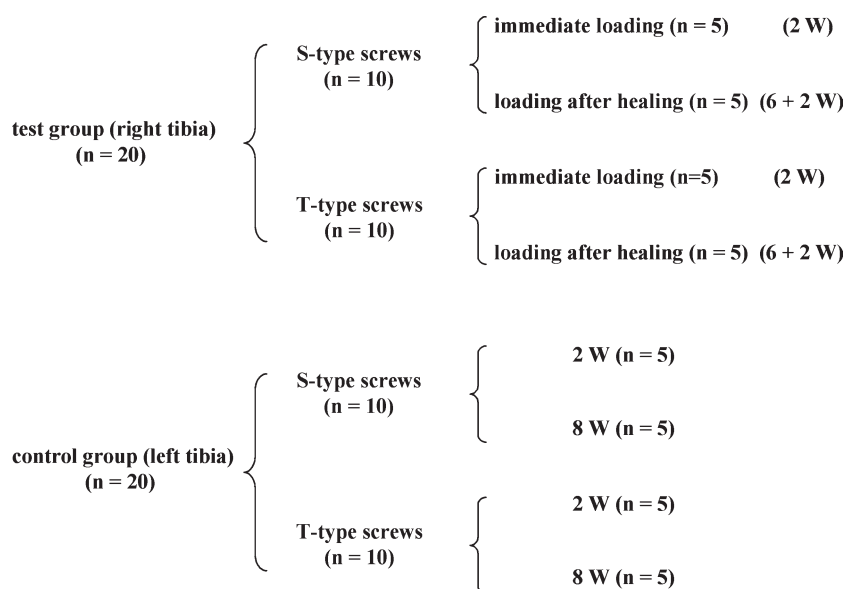 S-type screws
(n = 10)
immediate loading (n = 5) (2 W)
loading after healing (n = 5) (6 + 2 W)
test group (right tibia)
(n = 20)
T-type screws
(n = 10)
immediate loading (n=5) (2 W)
loading after healing (n = 5) (6 + 2 W)
S-type screws
(n = 10)
2 W (n = 5)
8 W (n = 5)
control group (left tibia)
(n = 20)
T-type screws
(n = 10)
2 W (n = 5)
8 W (n = 5)